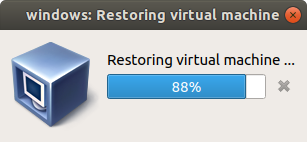 windows: Restoring virtual machine
Restoring virtual machine ...
88%